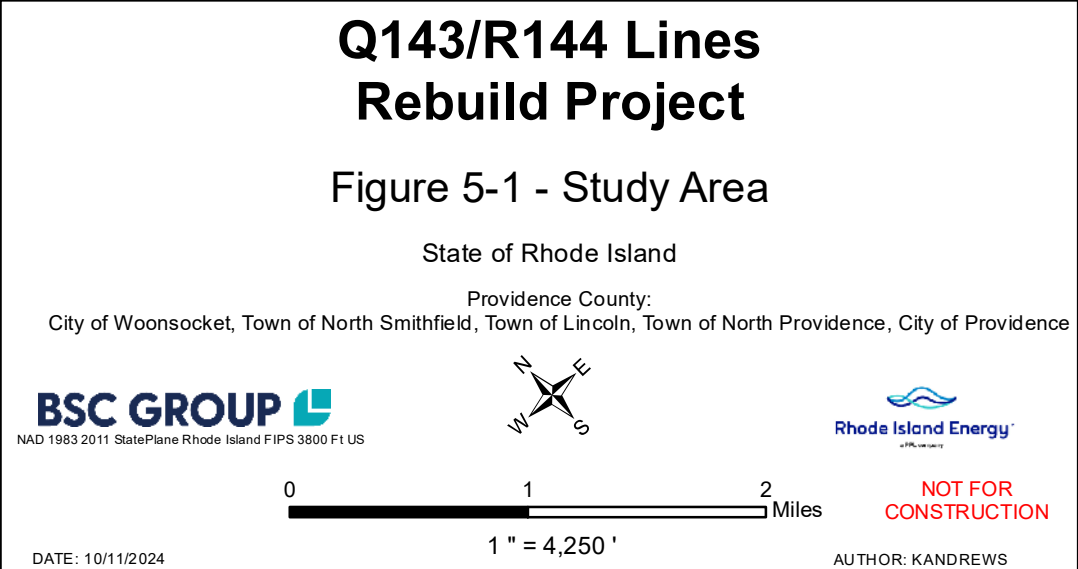 Q143/R144 Lines
Rebuild Project
Figure 5-1 - Study Area
State of Rhode Island
Providence County:
City of Woonsocket, Town of North Smithfield, Town of Lincoln, Town of North Providence, City of Providence
N E
W S
BSC GROUP
NAD 1983 2011 StatePlane Rhode Island FIPS 3800 Ft US
Rhode Island Energy
a PPL company
0 1 2
Miles
NOT FOR
CONSTRUCTION
1 " = 4,250 '
DATE: 10/11/2024
AUTHOR: KANDREWS